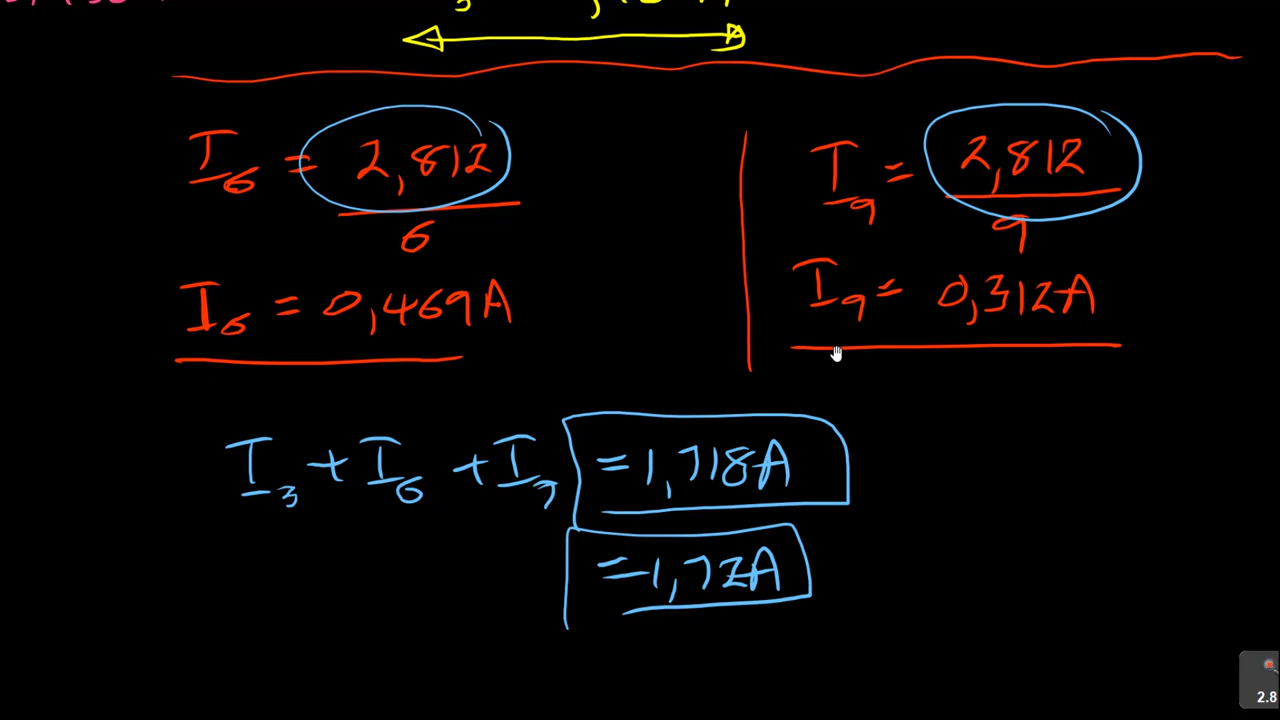 I₆ = 2,812
6
I₆ = 0,469A
I₉ = 2,812
9
I₉ = 0,312A
I₃ + I₆ + I₉ = 1,718A
= 1,72A
2.8